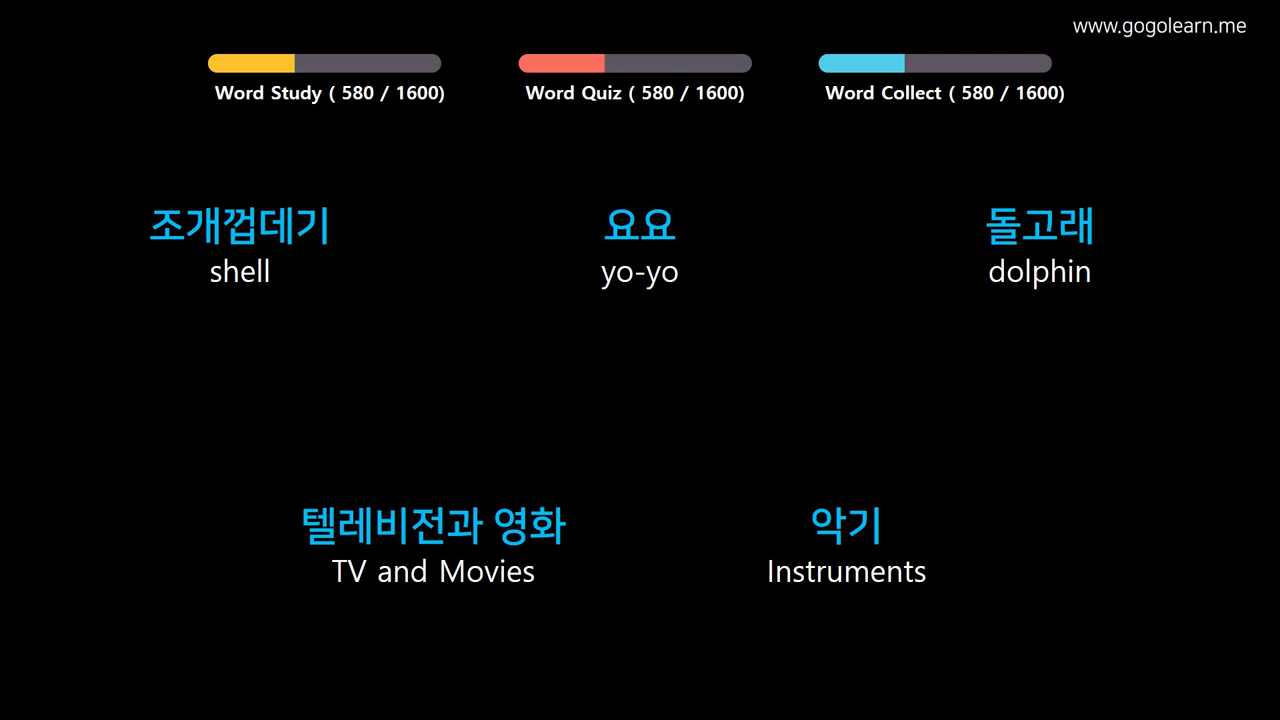 www.gogolearn.me
Word Study ( 580 / 1600)
Word Quiz ( 580 / 1600)
Word Collect ( 580 / 1600)
조개껍데기
shell
요요
yo-yo
돌고래
dolphin
텔레비전과 영화
TV and Movies
악기
Instruments